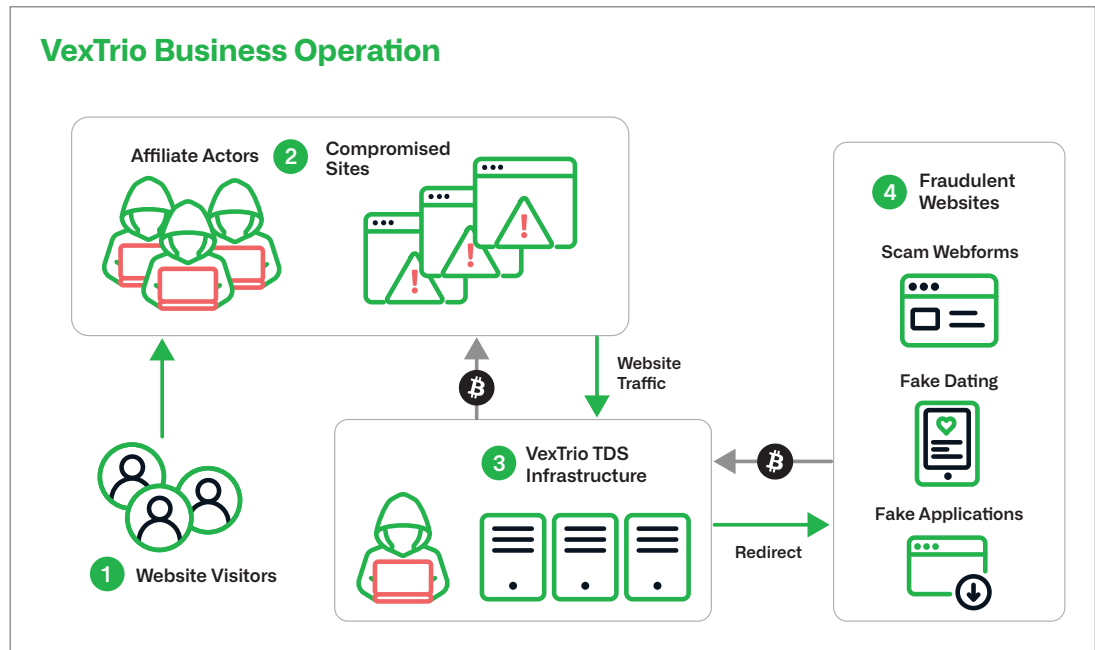 VexTrio Business Operation
Affiliate Actors
2
Compromised
Sites
4
Fraudulent
Websites
Scam Webforms
Fake Dating
Fake Applications
Website
Traffic
₿
3
VexTrio TDS
Infrastructure
₿
Redirect
1
Website Visitors